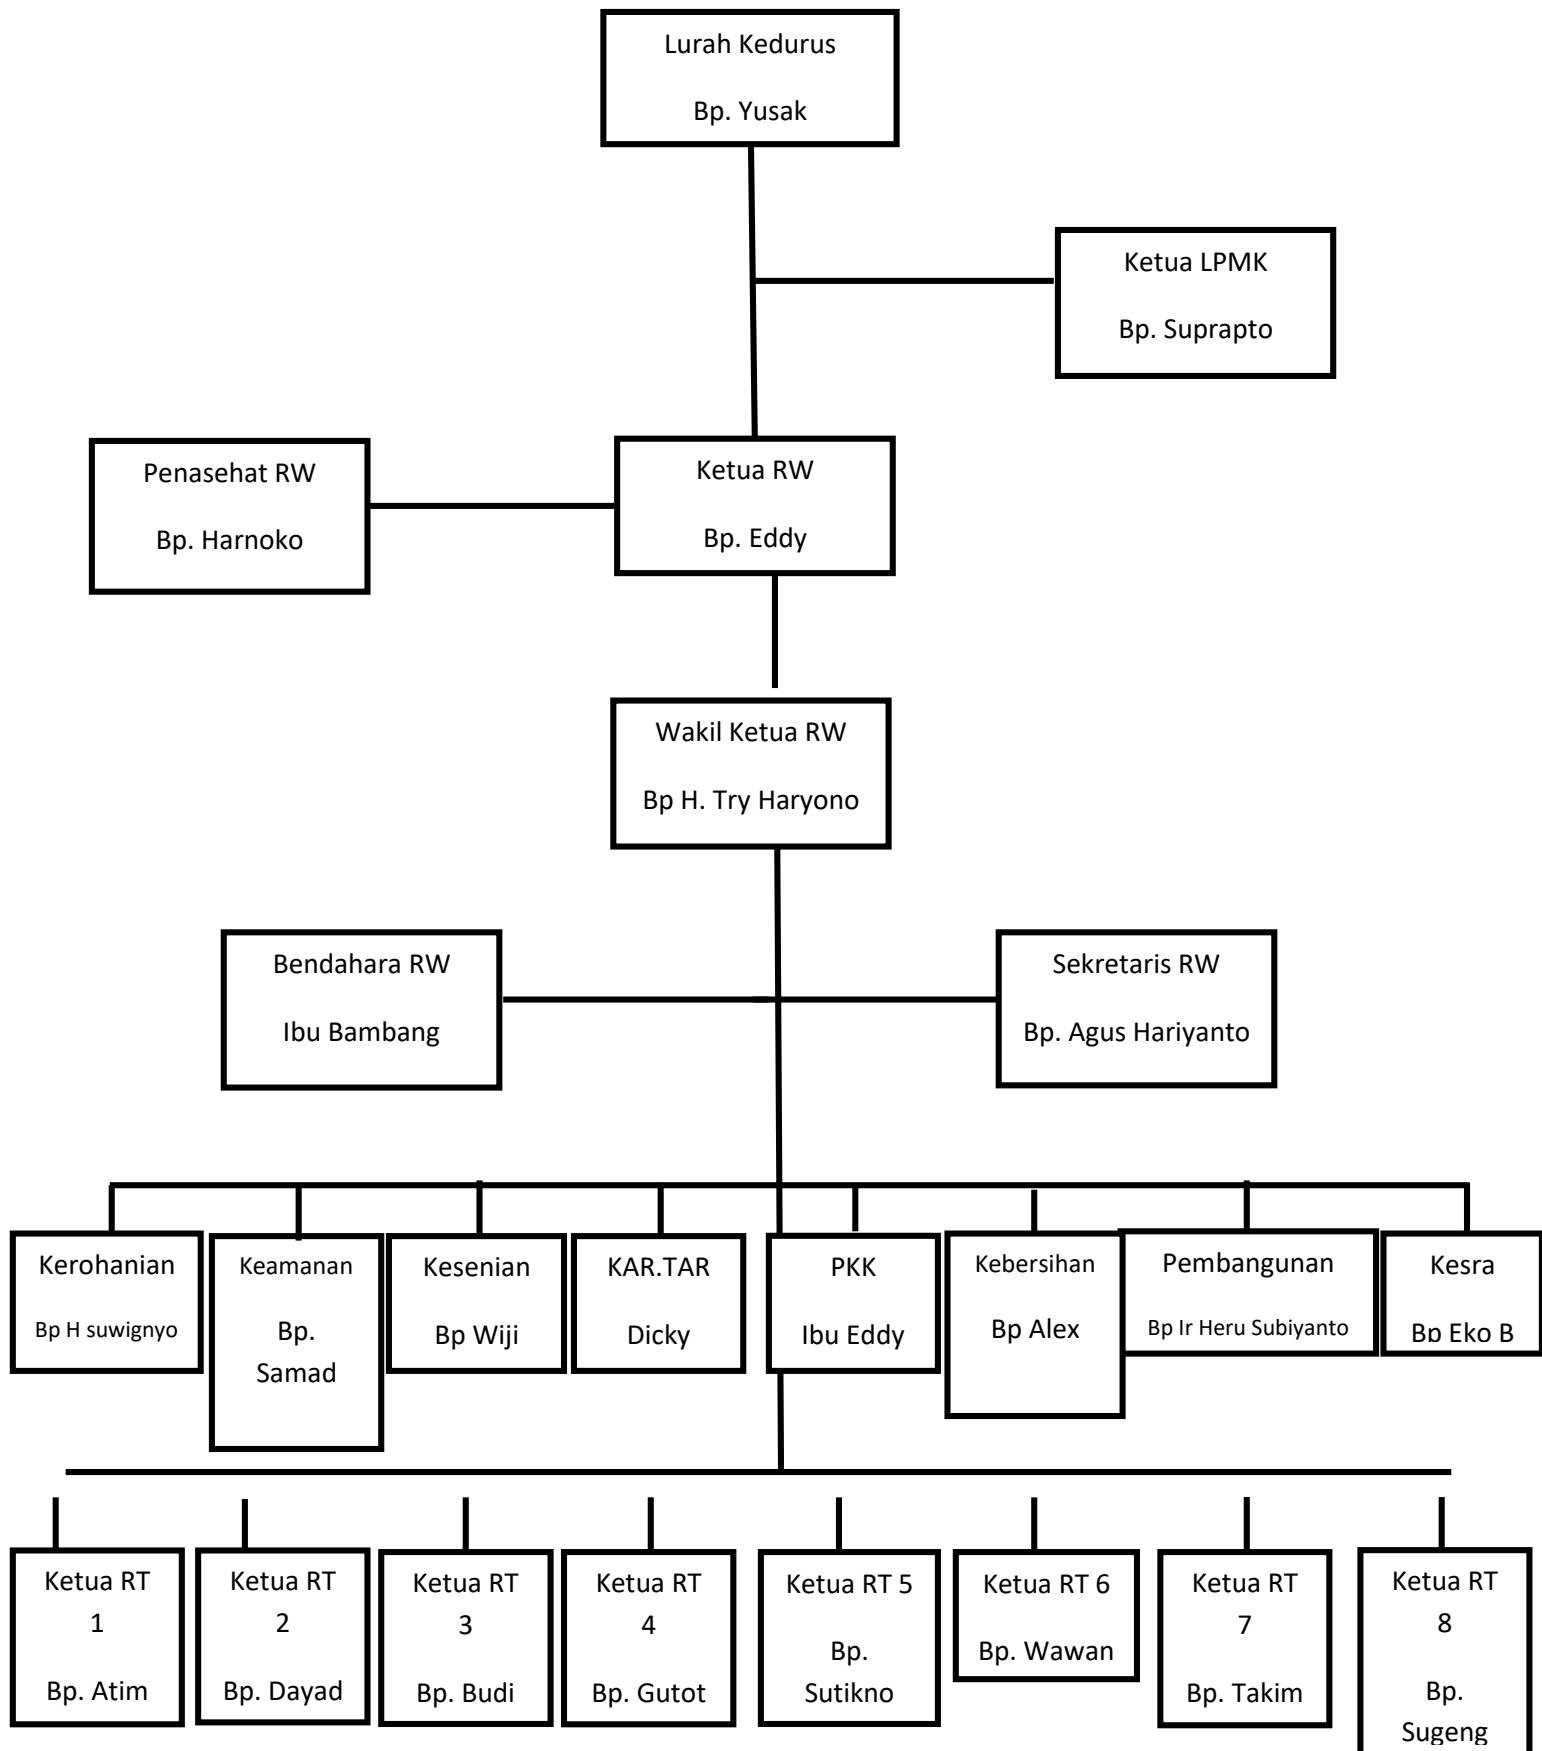 Lurah Kedurus
Bp. Yusak
Ketua LPMK
Bp. Suprapto
Penasehat RW
Bp. Harnoko
Ketua RW
Bp. Eddy
Wakil Ketua RW
Bp H. Try Haryono
Bendahara RW
Ibu Bambang
Sekretaris RW
Bp. Agus Hariyanto
Kerohanian
Bp H suwignyo
Keamanan
Bp.
Samad
Kesenian
Bp Wiji
KAR.TAR
Dicky
PKK
Ibu Eddy
Kebersihan
Bp Alex
Pembangunan
Bp Ir Heru Subiyanto
Kesra
Bp Eko B
Ketua RT
1
Bp. Atim
Ketua RT
2
Bp. Dayad
Ketua RT
3
Bp. Budi
Ketua RT
4
Bp. Gutot
Ketua RT 5
Bp.
Sutikno
Ketua RT 6
Bp. Wawan
Ketua RT
7
Bp. Takim
Ketua RT
8
Bp.
Sugeng